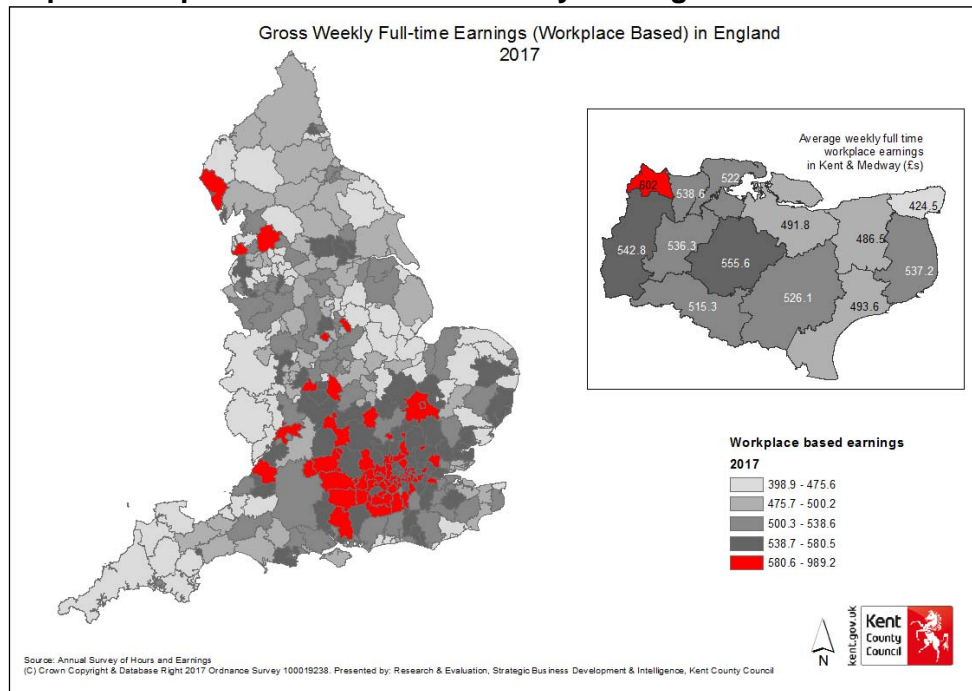 Gross Weekly Full-time Earnings (Workplace Based) in England
2017
Average weekly full time
workplace earnings
in Kent & Medway (£s)
602
538.6
522
424.5
491.8
486.5
542.8
536.3
555.6
537.2
526.1
515.3
493.6
Workplace based earnings
2017
398.9 - 475.6
475.7 - 500.2
500.3 - 538.6
538.7 - 580.5
580.6 - 989.2
N
kent.gov.uk
Kent
County
Council
Source: Annual Survey of Hours and Earnings
(C) Crown Copyright & Database Right 2017 Ordnance Survey 100019238. Presented by: Research & Evaluation, Strategic Business Development & Intelligence, Kent County Council